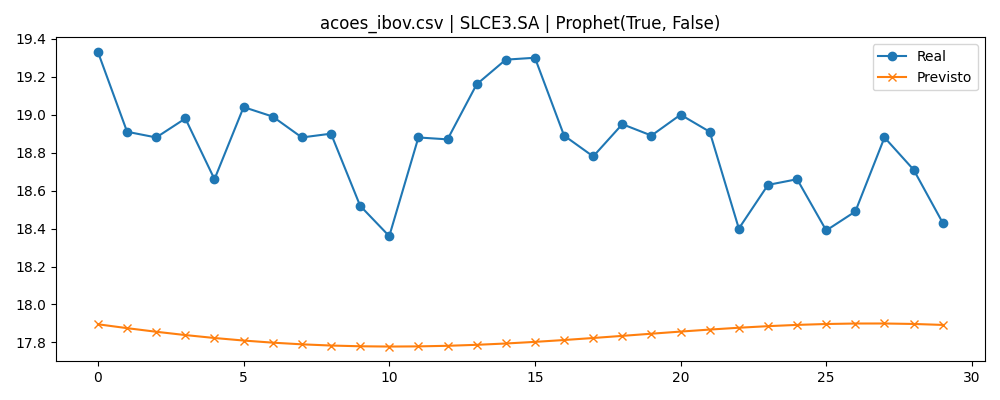 acoes_ibov.csv | SLCE3.SA | Prophet(True, False)
19.4
19.2
19.0
18.8
18.6
18.4
18.2
18.0
17.8
Real
Previsto
0 5 10 15 20 25 30